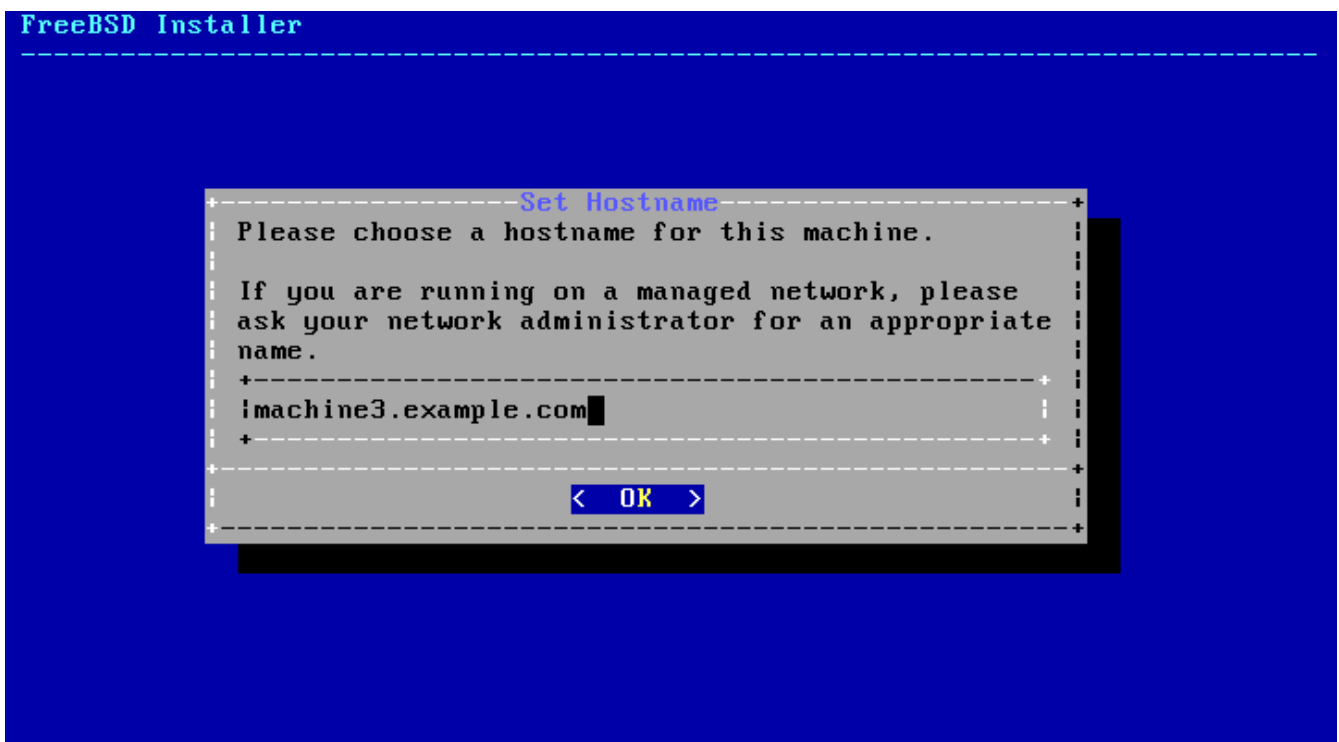 FreeBSD Installer
Set Hostname
Please choose a hostname for this machine.
If you are running on a managed network, please
ask your network administrator for an appropriate
name.
machine3.example.com
< OK >